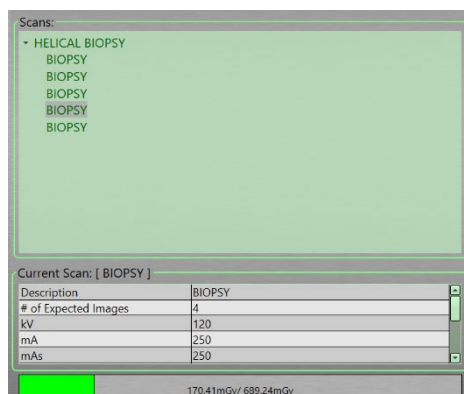 Scans:
HELICAL BIOPSY
BIOPSY
BIOPSY
BIOPSY
BIOPSY
BIOPSY
Current Scan: [ BIOPSY ]
Description BIOPSY
# of Expected Images 4
kV 120
mA 250
mAs 250
170.41mGy/ 689.24mGy